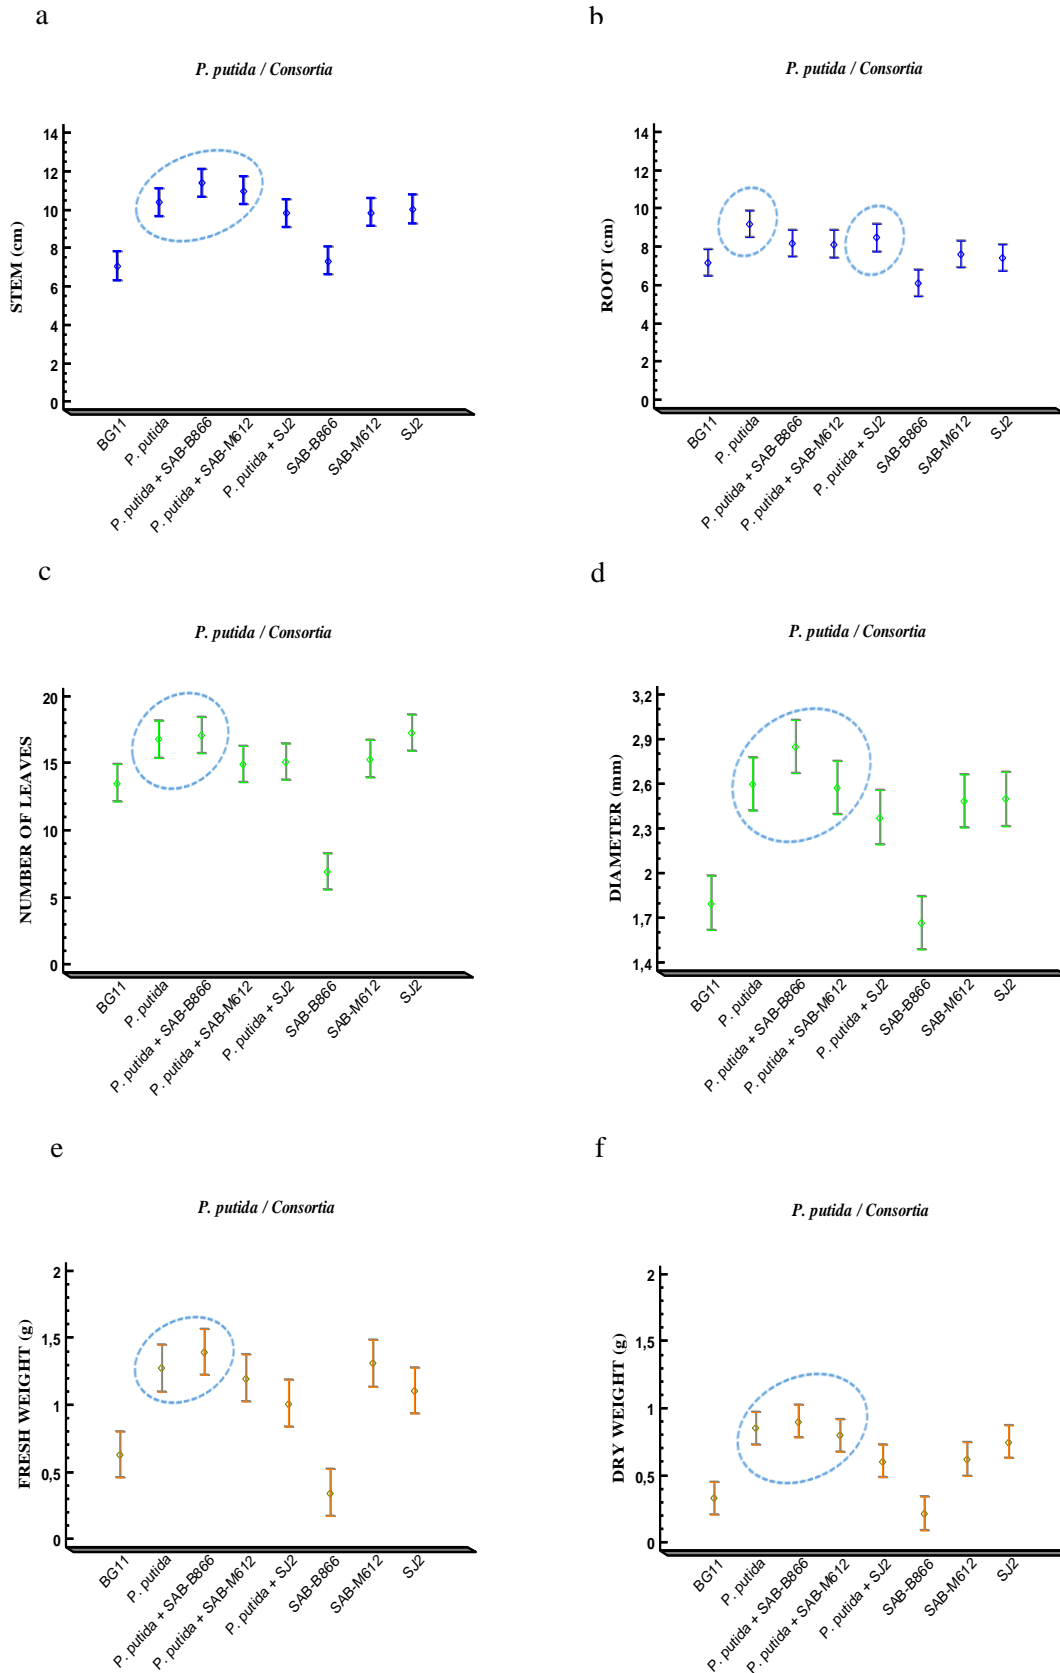 a
P. putida / Consortia
STEM (cm)
14
12
10
8
6
4
2
0
BG11
P. putida
P. putida + SAB-B866
P. putida + SAB-M612
P. putida + SJ2
SAB-B866
SAB-M612
SJ2
b
P. putida / Consortia
ROOT (cm)
14
12
10
8
6
4
2
0
BG11
P. putida
P. putida + SAB-B866
P. putida + SAB-M612
P. putida + SJ2
SAB-B866
SAB-M612
SJ2
c
P. putida / Consortia
NUMBER OF LEAVES
20
15
10
5
0
BG11
P. putida
P. putida + SAB-B866
P. putida + SAB-M612
P. putida + SJ2
SAB-B866
SAB-M612
SJ2
d
P. putida / Consortia
DIAMETER (mm)
3,2
2,9
2,6
2,3
2
1,7
1,4
BG11
P. putida
P. putida + SAB-B866
P. putida + SAB-M612
P. putida + SJ2
SAB-B866
SAB-M612
SJ2
e
P. putida / Consortia
FRESH WEIGHT (g)
2
1,5
1
0,5
0
BG11
P. putida
P. putida + SAB-B866
P. putida + SAB-M612
P. putida + SJ2
SAB-B866
SAB-M612
SJ2
f
P. putida / Consortia
DRY WEIGHT (g)
2
1,5
1
0,5
0
BG11
P. putida
P. putida + SAB-B866
P. putida + SAB-M612
P. putida + SJ2
SAB-B866
SAB-M612
SJ2